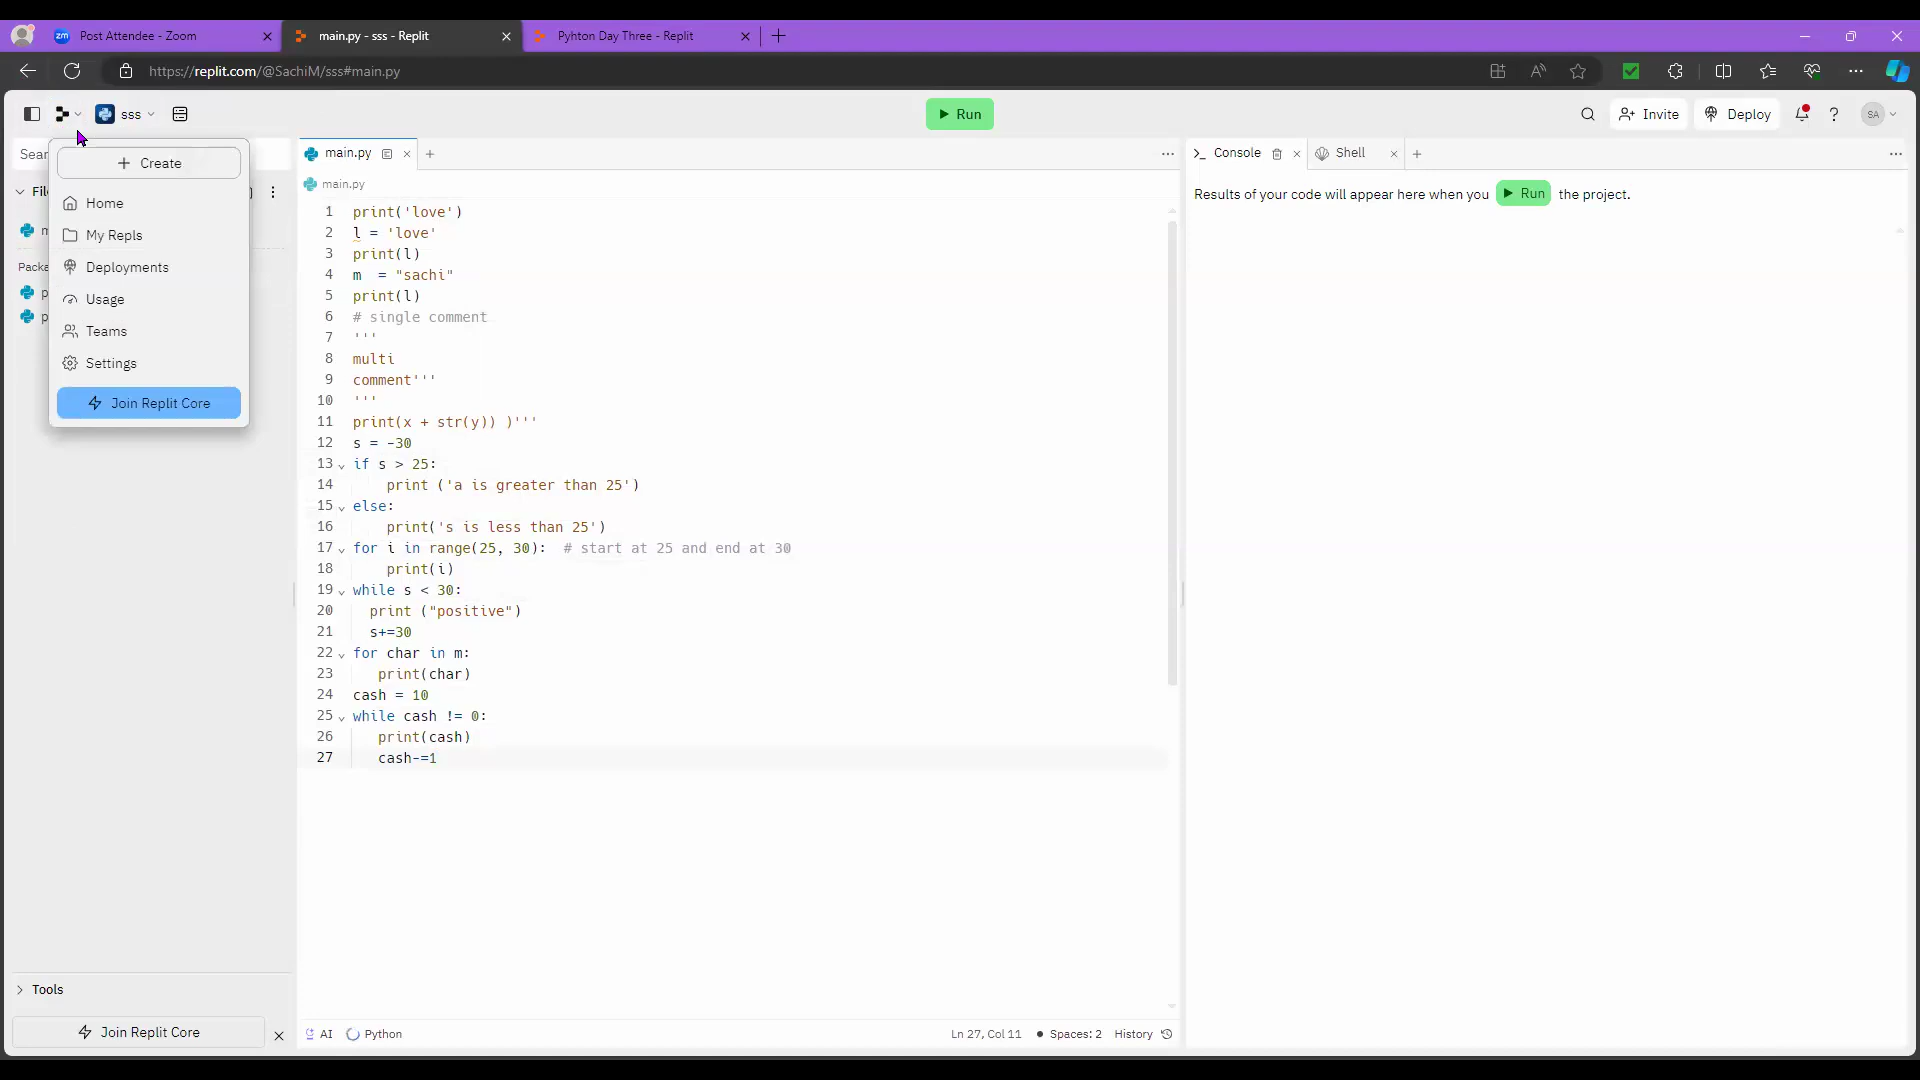 Post Attendee - Zoom
main.py - sss - Replit
Pyhton Day Three - Replit
https://replit.com/@SachiM/sss#main.py
sss
Run
Invite
Deploy
SA
Sear
Create
Home
My Repls
Deployments
Usage
Teams
Settings
Join Replit Core
Fil
m
Packa
p
p
Tools
Join Replit Core
main.py
main.py
1 print('love')
2 l = 'love'
3 print(l)
4 m  = "sachi"
5 print(l)
6 # single comment
7 '''
8 multi
9 comment'''
10 '''
11 print(x + str(y)) )'''
12 s = -30
13 if s > 25:
14     print ('a is greater than 25')
15 else:
16     print('s is less than 25')
17 for i in range(25, 30):  # start at 25 and end at 30
18     print(i)
19 while s < 30:
20   print ("positive")
21   s+=30
22 for char in m:
23    print(char)
24 cash = 10
25 while cash != 0:
26    print(cash)
27    cash-=1
AI
Python
Ln 27, Col 11
Spaces: 2
History
Console
Shell
Results of your code will appear here when you Run the project.